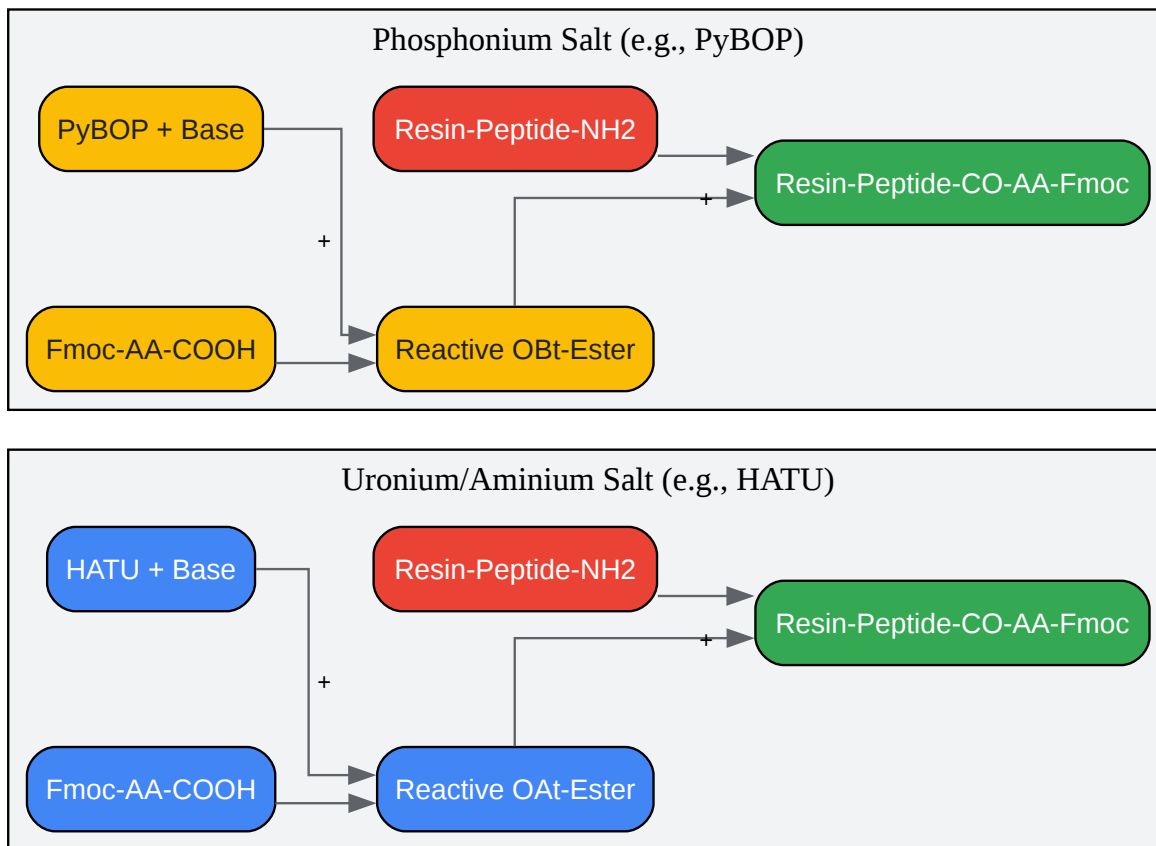 Phosphonium Salt (e.g., PyBOP)
PyBOP + Base
Resin-Peptide-NH2
Resin-Peptide-CO-AA-Fmoc
+
+
Fmoc-AA-COOH
Reactive OBt-Ester
Uronium/Aminium Salt (e.g., HATU)
HATU + Base
Resin-Peptide-NH2
Resin-Peptide-CO-AA-Fmoc
+
+
Fmoc-AA-COOH
Reactive OAt-Ester